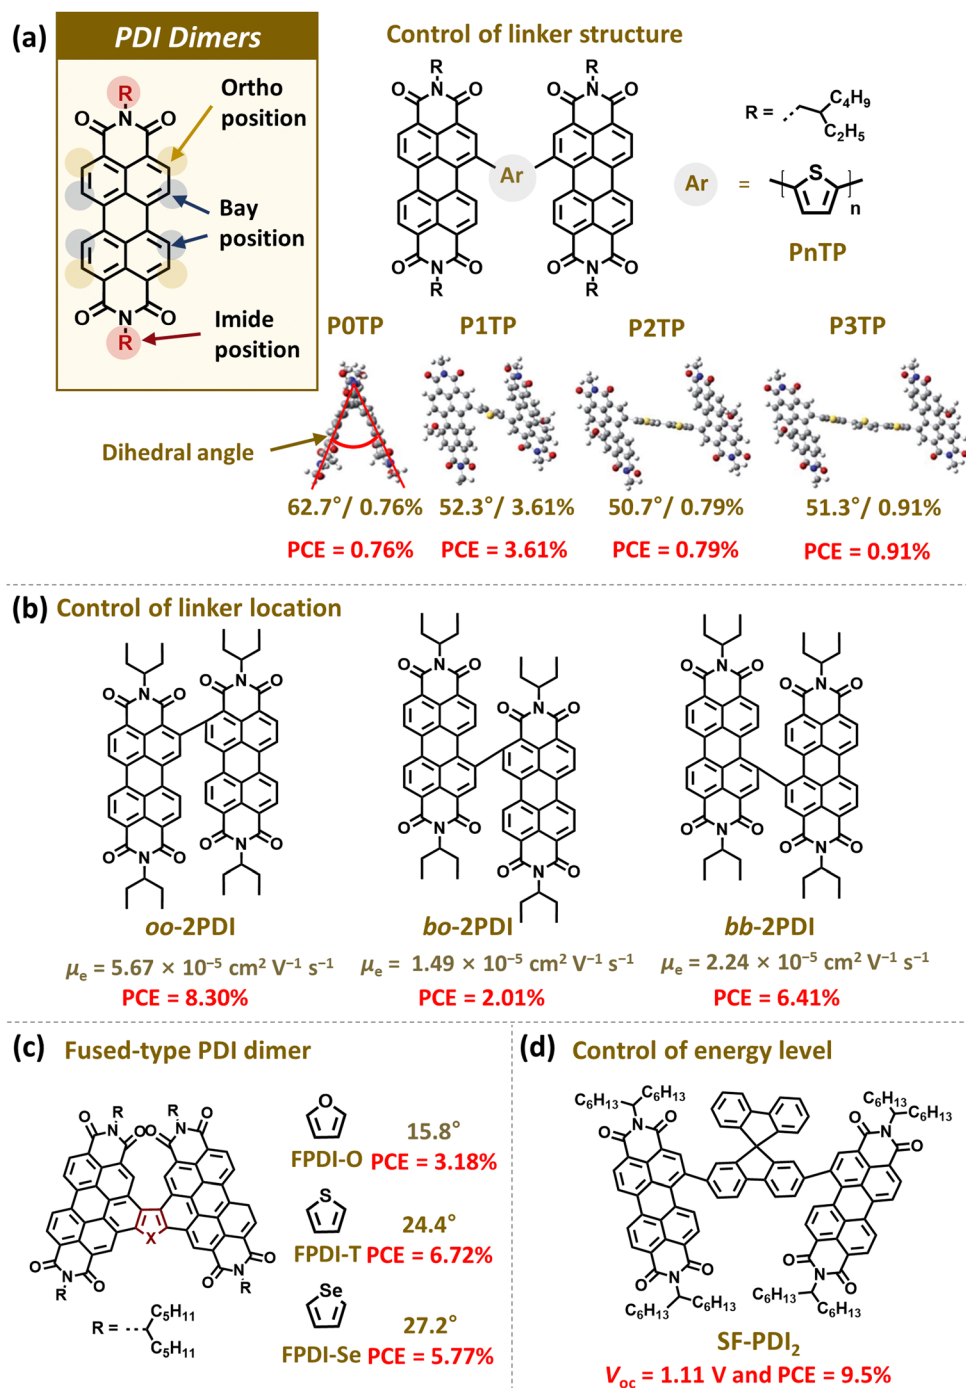 (a)
PDI Dimers
R
N
O
O
Ortho
position
Bay
position
O
N
O
R
Imide
position
Control of linker structure
R
R
O
N
O
O
N
O
Ar
O
N
O
O
N
O
R
R
R =
C4H9
C2H5
Ar = S n
PnTP
P0TP
P1TP
P2TP
P3TP
Dihedral angle
62.7°/ 0.76%
52.3°/ 3.61%
50.7°/ 0.79%
51.3°/ 0.91%
PCE = 0.76%
PCE = 3.61%
PCE = 0.79%
PCE = 0.91%
(b) Control of linker location
O
N
O
O
N
O
O
N
O
O
N
O
oo-2PDI
μe = 5.67 × 10−5 cm2 V−1 s−1
PCE = 8.30%
O
N
O
O
N
O
O
N
O
O
N
O
bo-2PDI
μe = 1.49 × 10−5 cm2 V−1 s−1
PCE = 2.01%
O
N
O
O
N
O
O
N
O
O
N
O
bb-2PDI
μe = 2.24 × 10−5 cm2 V−1 s−1
PCE = 6.41%
(c) Fused-type PDI dimer
R
R
O
N
O
O
N
O
X
O
N
O
O
N
O
R
R
R =
C5H11
C5H11
O
FPDI-O
15.8°
PCE = 3.18%
S
FPDI-T
24.4°
PCE = 6.72%
Se
FPDI-Se
27.2°
PCE = 5.77%
(d) Control of energy level
C6H13
C6H13
C6H13
C6H13
O
N
O
O
N
O
O
N
O
O
N
O
C6H13
C6H13
C6H13
C6H13
SF-PDI2
Voc = 1.11 V and PCE = 9.5%